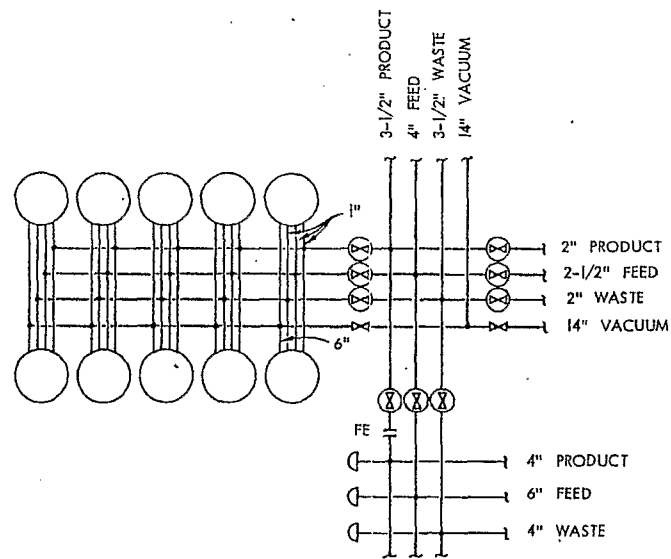 3-1/2" PRODUCT
4" FEED
3-1/2" WASTE
14" VACUUM
1"
2" PRODUCT
2-1/2" FEED
2" WASTE
14" VACUUM
6"
FE
4" PRODUCT
6" FEED
4" WASTE